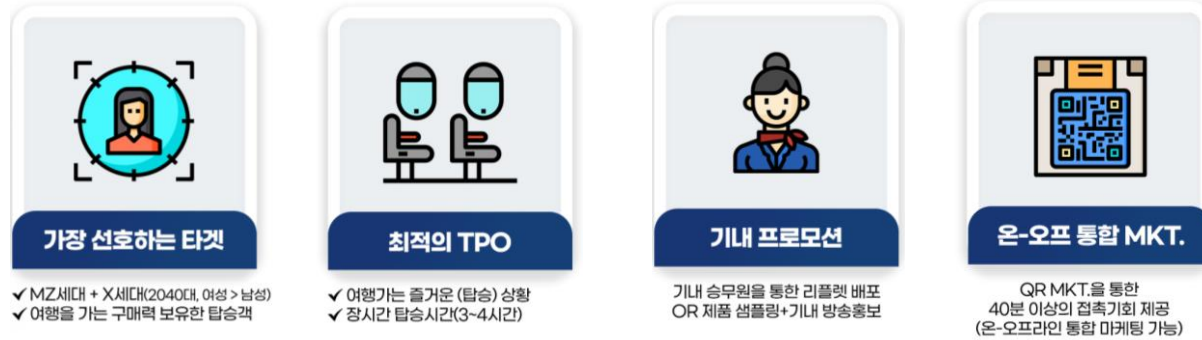 가장 선호하는 타겟
✓ MZ세대 + X세대(2040대, 여성 > 남성)
✓ 여행을 가는 구매력 보유한 탑승객
최적의 TPO
✓ 여행가는 즐거운 (탑승) 상황
✓ 장시간 탑승시간(3~4시간)
기내 프로모션
기내 승무원을 통한 리플렛 배포
OR 제품 샘플링+기내 방송홍보
온-오프 통합 MKT.
QR MKT.을 통한
40분 이상의 접촉기회 제공
(온-오프라인 통합 마케팅 가능)